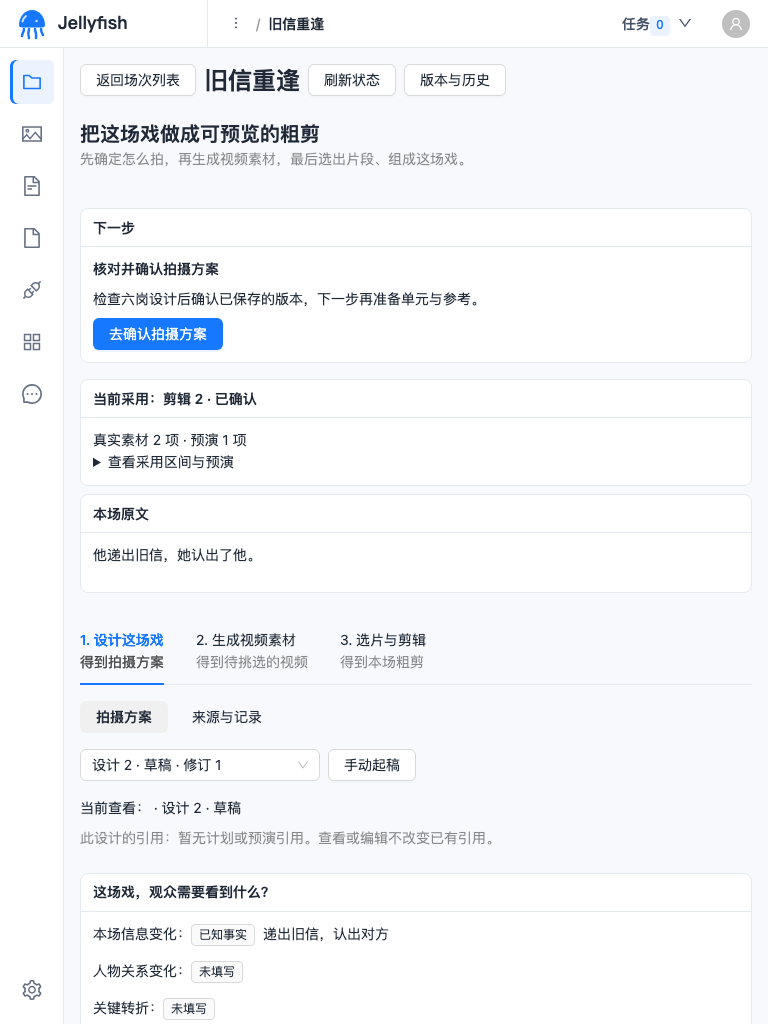 Jellyfish
/ 旧信重逢
任务 0
返回场次列表 旧信重逢 刷新状态 版本与历史
把这场戏做成可预览的粗剪
先确定怎么拍，再生成视频素材，最后选出片段、组成这场戏。
下一步
核对并确认拍摄方案
检查六岗设计后确认已保存的版本，下一步再准备单元与参考。
去确认拍摄方案
当前采用：剪辑 2 · 已确认
真实素材 2 项 · 预演 1 项
查看采用区间与预演
本场原文
他递出旧信，她认出了他。
1. 设计这场戏 2. 生成视频素材 3. 选片与剪辑
得到拍摄方案 得到待挑选的视频 得到本场粗剪
拍摄方案 来源与记录
设计 2 · 草稿 · 修订 1 手动起稿
当前查看： · 设计 2 · 草稿
此设计的引用：暂无计划或预演引用。查看或编辑不改变已有引用。
这场戏，观众需要看到什么？
本场信息变化： 已知事实 递出旧信，认出对方
人物关系变化： 未填写
关键转折： 未填写